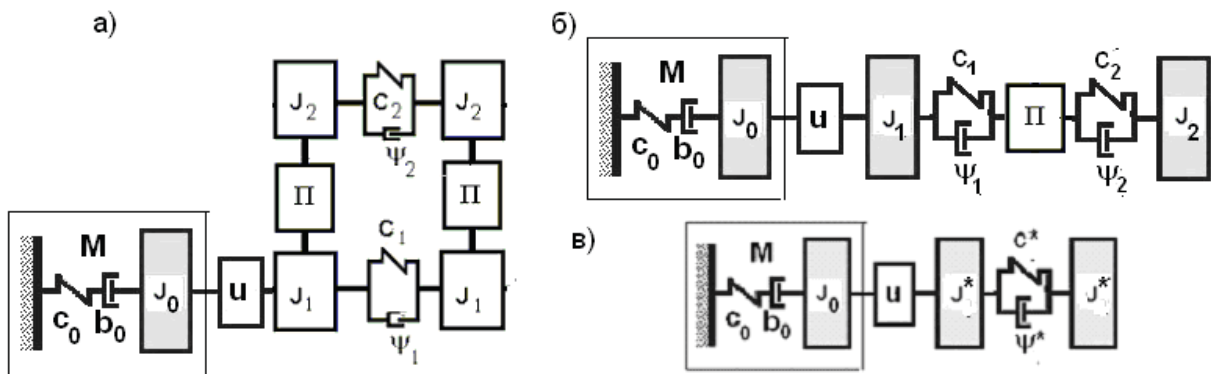 а)
J₂ c₂ ψ₂ J₂
П П
M c₀ b₀ J₀ u J₁ c₁ ψ₁ J₁
б)
M c₀ b₀ J₀ u J₁ c₁ ψ₁ П c₂ ψ₂ J₂
в)
M c₀ b₀ J₀ u J* c* ψ* J*